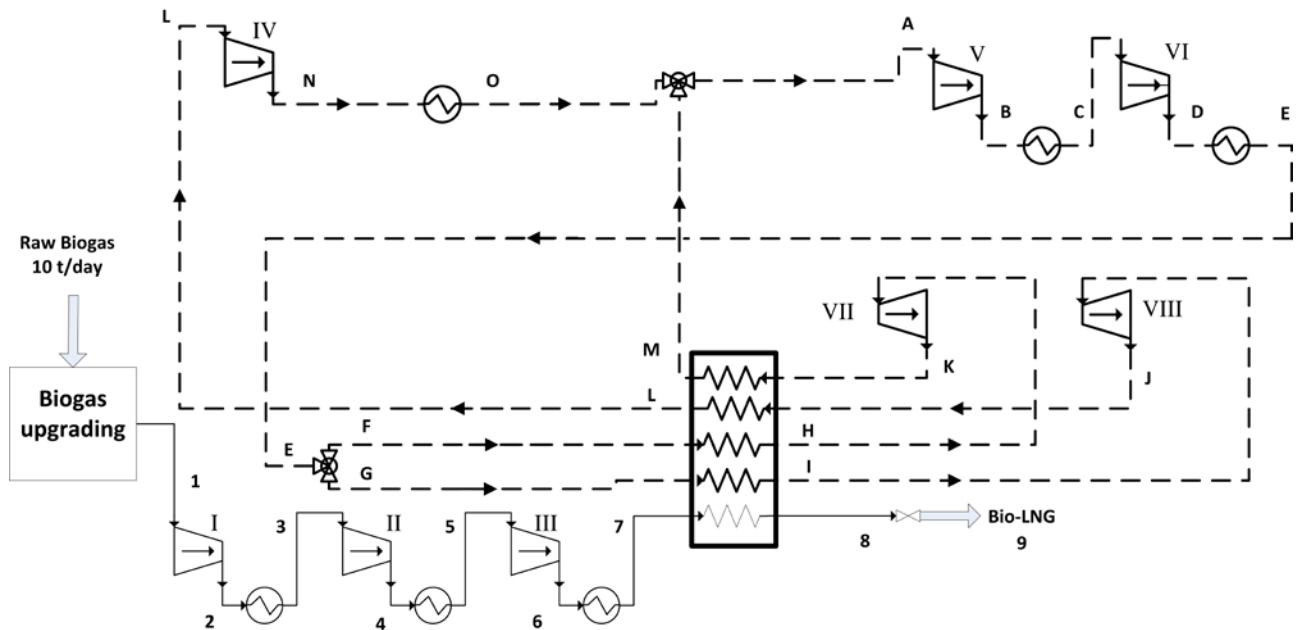 L
IV
N
O
A
V
B
C
VI
D
E
Raw Biogas
10 t/day
Biogas
upgrading
VII
VIII
M
K
J
L
F
H
E
G
I
1
I
3
II
5
III
7
8
Bio-LNG
9
2
4
6